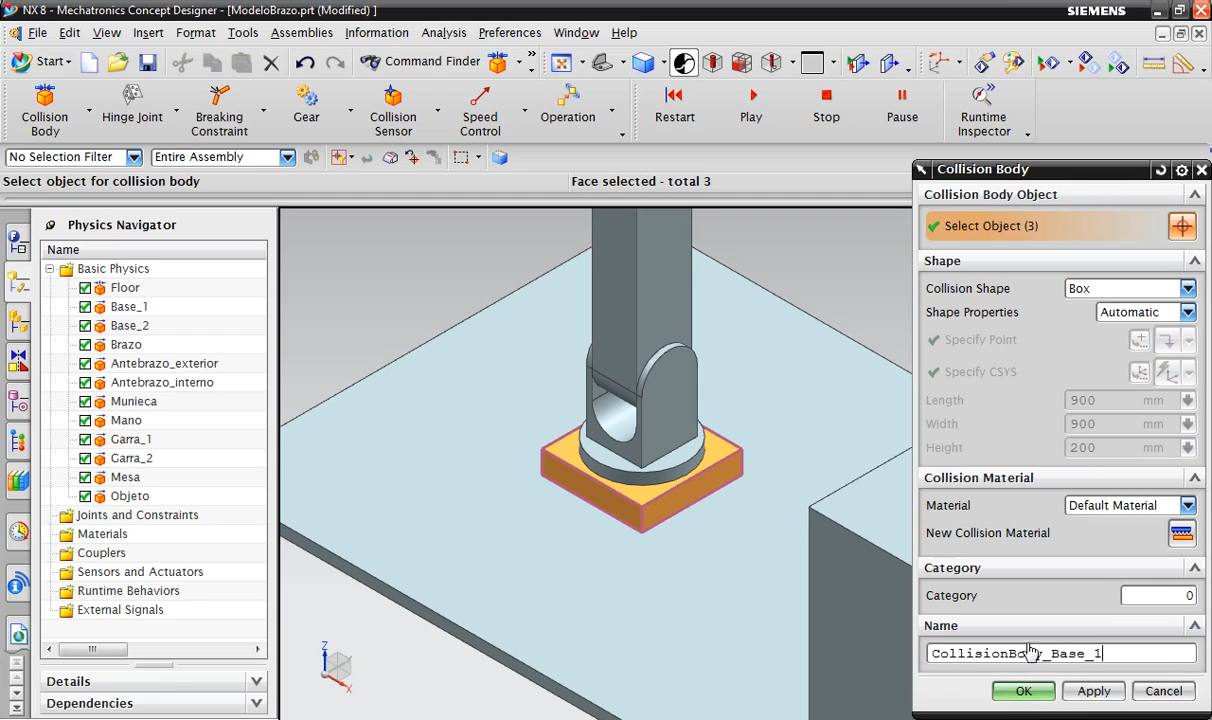 NX 8 - Mechatronics Concept Designer - [ModeloBrazo.prt (Modified) ]
SIEMENS
File Edit View Insert Format Tools Assemblies Information Analysis Preferences Window Help
Start
Command Finder
Collision Body
Hinge Joint
Breaking Constraint
Gear
Collision Sensor
Speed Control
Operation
Restart
Play
Stop
Pause
Runtime Inspector
No Selection Filter
Entire Assembly
Select object for collision body
Face selected - total 3
Physics Navigator
Name
Basic Physics
Floor
Base_1
Base_2
Brazo
Antebrazo_exterior
Antebrazo_interno
Munieca
Mano
Garra_1
Garra_2
Mesa
Objeto
Joints and Constraints
Materials
Couplers
Sensors and Actuators
Runtime Behaviors
External Signals
Details
Dependencies
Z
X
Collision Body
Collision Body Object
Select Object (3)
Shape
Collision Shape Box
Shape Properties Automatic
Specify Point
Specify CSYS
Length 900 mm
Width 900 mm
Height 200 mm
Collision Material
Material Default Material
New Collision Material
Category
Category 0
Name
CollisionBody_Base_1
OK Apply Cancel